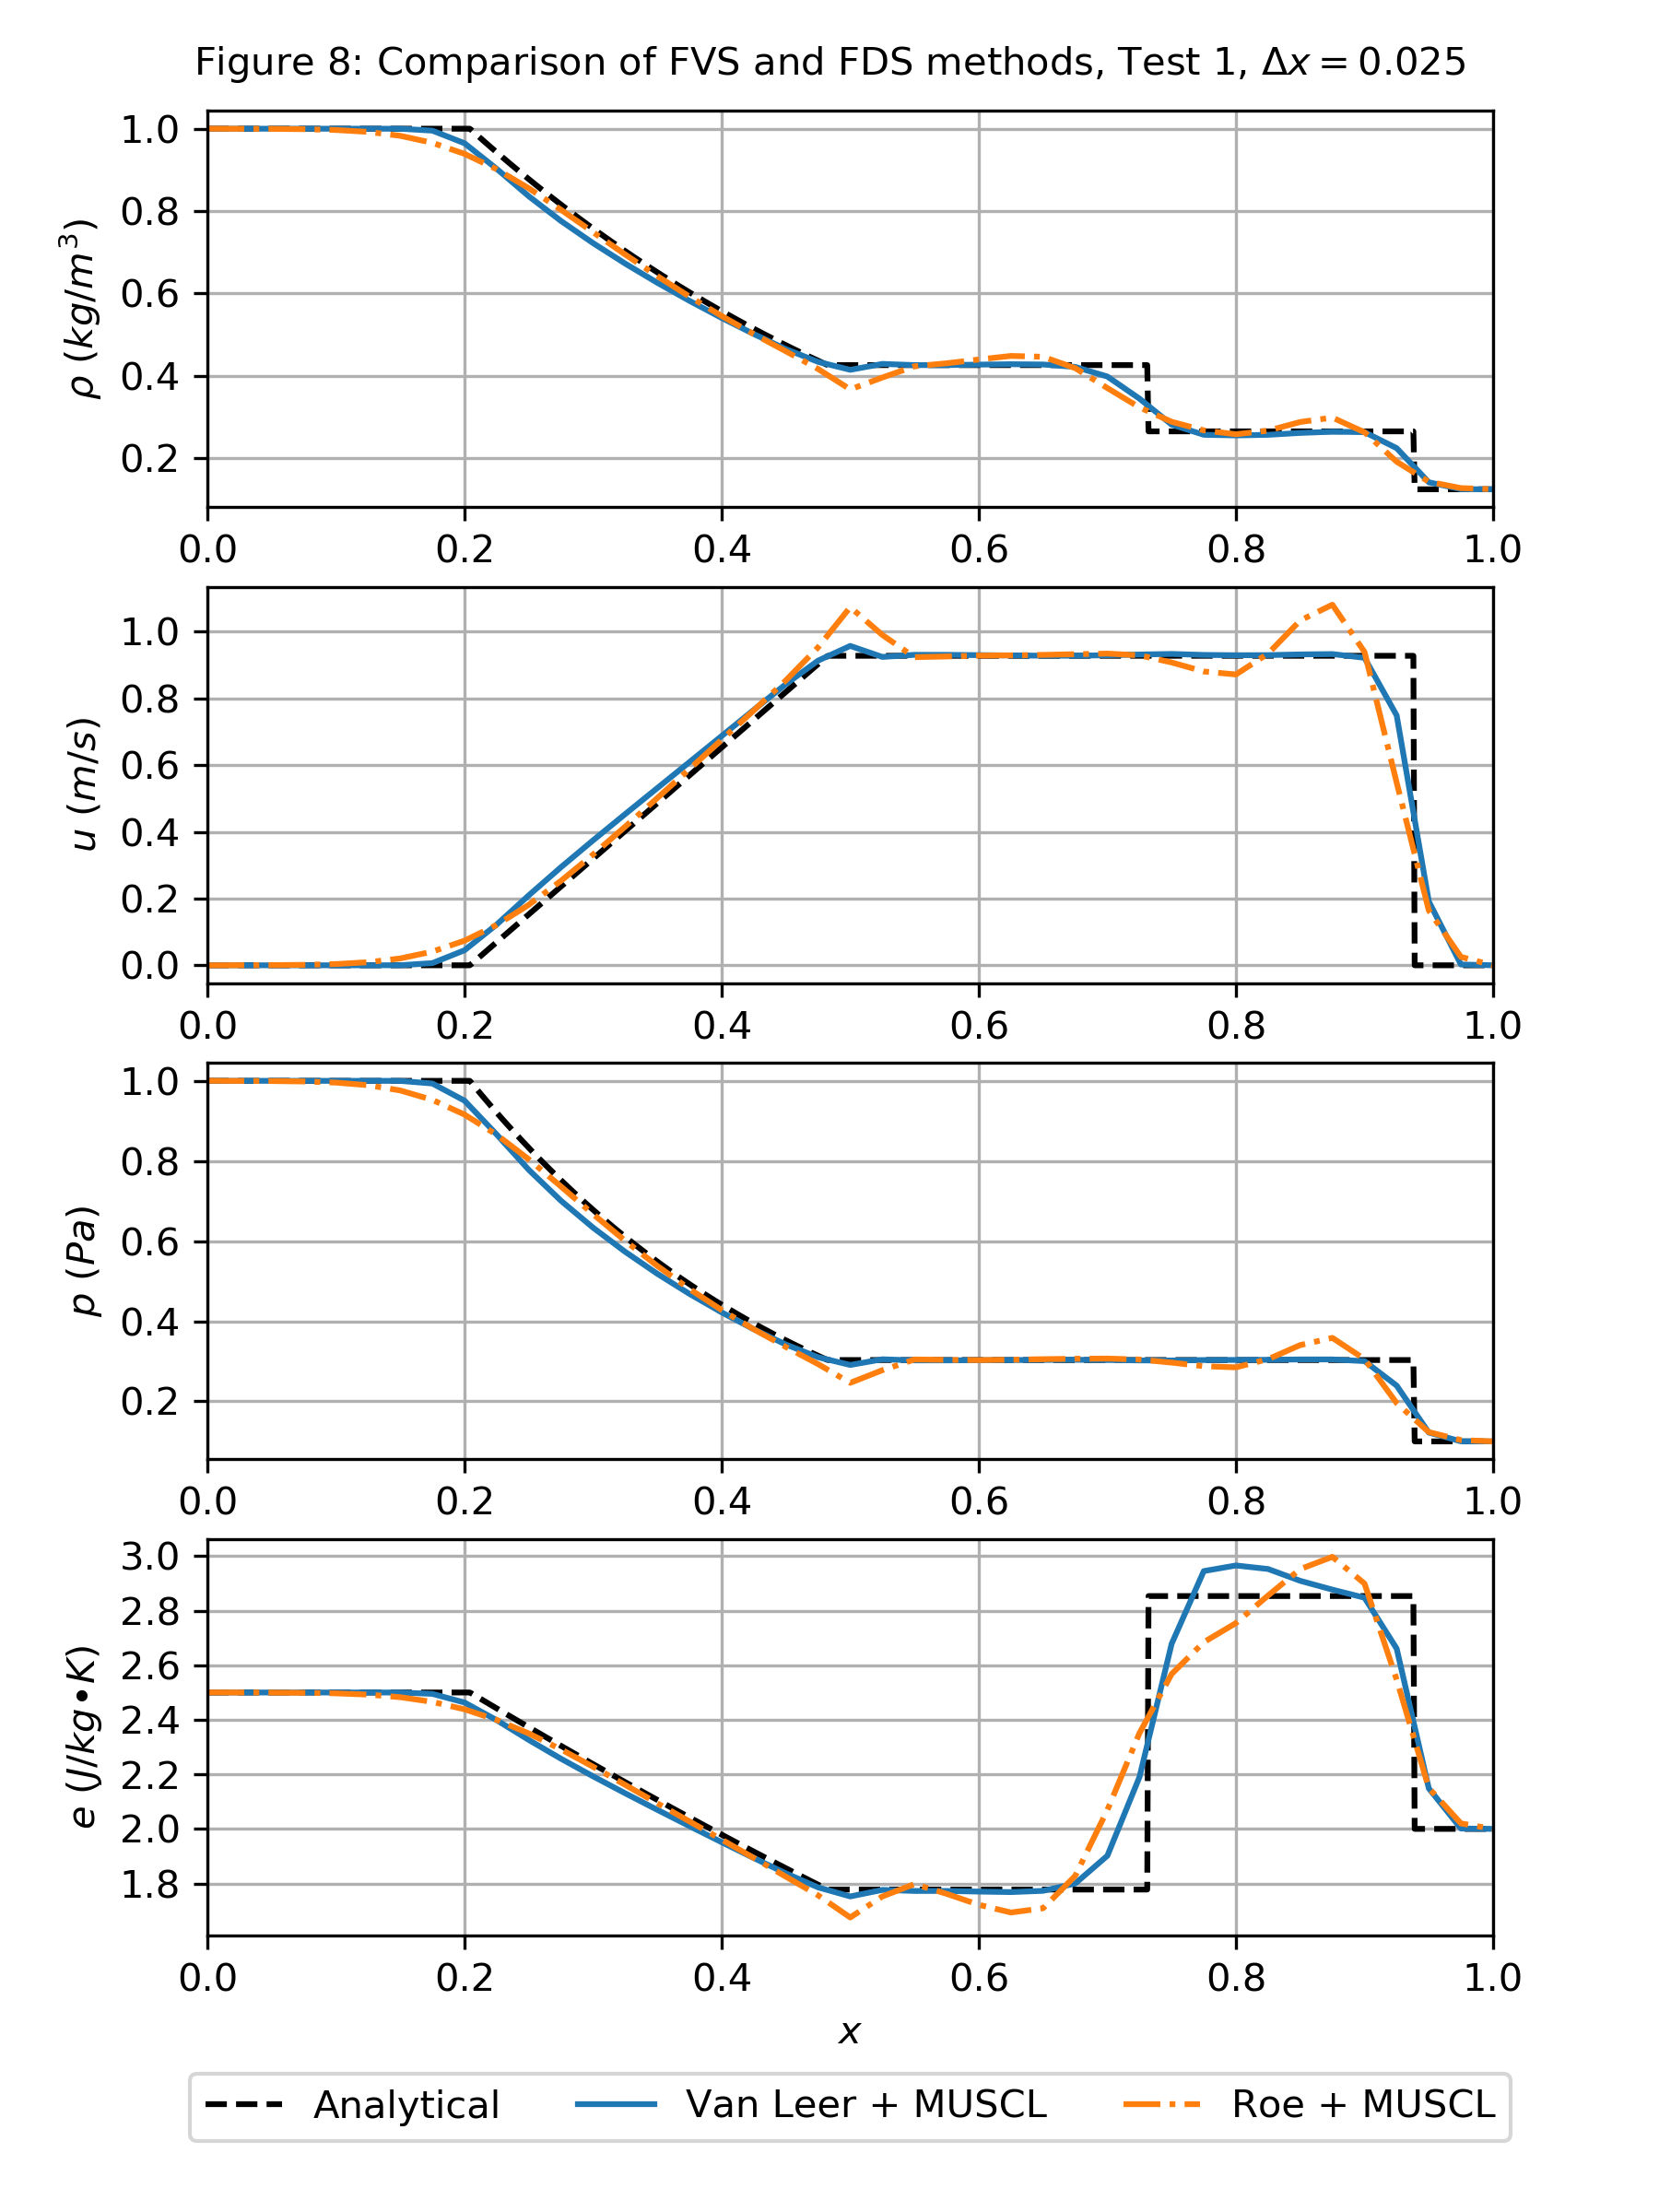 Figure 8: Comparison of FVS and FDS methods, Test 1, Δx = 0.025
1.0
0.8
0.6
0.4
0.2
ρ (kg/m³)
0.0 0.2 0.4 0.6 0.8 1.0
1.0
0.8
0.6
0.4
0.2
0.0
u (m/s)
0.0 0.2 0.4 0.6 0.8 1.0
1.0
0.8
0.6
0.4
0.2
p (Pa)
0.0 0.2 0.4 0.6 0.8 1.0
3.0
2.8
2.6
2.4
2.2
2.0
1.8
e (J/kg•K)
0.0 0.2 0.4 0.6 0.8 1.0
x
Analytical Van Leer + MUSCL Roe + MUSCL